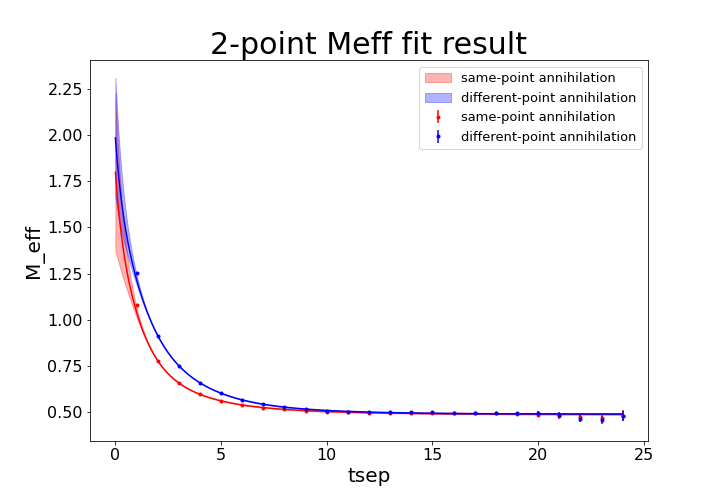 2-point Meff fit result
same-point annihilation
different-point annihilation
same-point annihilation
different-point annihilation
M_eff
2.25
2.00
1.75
1.50
1.25
1.00
0.75
0.50
0
5
10
15
20
25
tsep